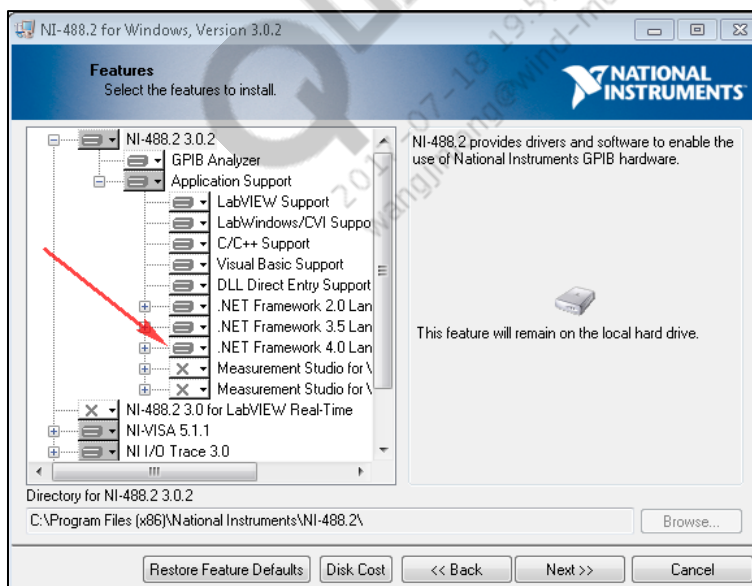 NI-488.2 for Windows, Version 3.0.2
Features
Select the features to install.
NATIONAL
INSTRUMENTS
NI-488.2 3.0.2
GPIB Analyzer
Application Support
LabVIEW Support
LabWindows/CVI Suppo
C/C++ Support
Visual Basic Support
DLL Direct Entry Support
.NET Framework 2.0 Lan
.NET Framework 3.5 Lan
.NET Framework 4.0 Lan
Measurement Studio for \
Measurement Studio for \
NI-488.2 3.0 for LabVIEW Real-Time
NI-VISA 5.1.1
NI I/O Trace 3.0
NI-488.2 provides drivers and software to enable the
use of National Instruments GPIB hardware.
This feature will remain on the local hard drive.
Directory for NI-488.2 3.0.2
C:\Program Files (x86)\National Instruments\NI-488.2\
Browse...
Restore Feature Defaults
Disk Cost
<< Back
Next >>
Cancel